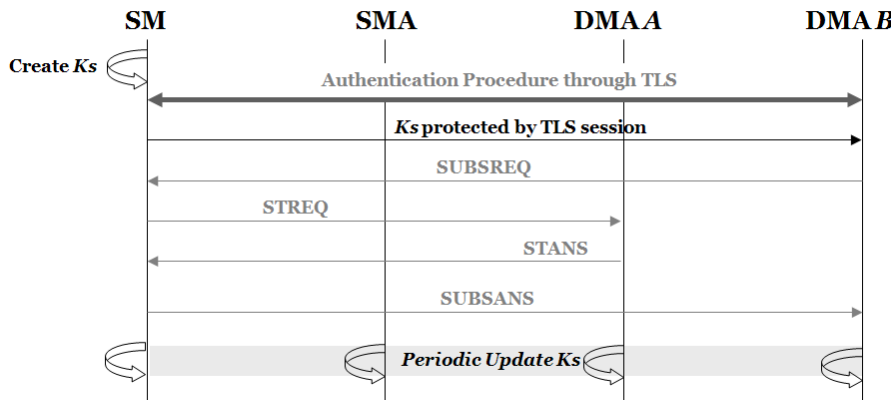 SM SMA DMA A DMA B
Create Ks
Authentication Procedure through TLS
Ks protected by TLS session
SUBSREQ
STREQ
STANS
SUBSANS
Periodic Update Ks